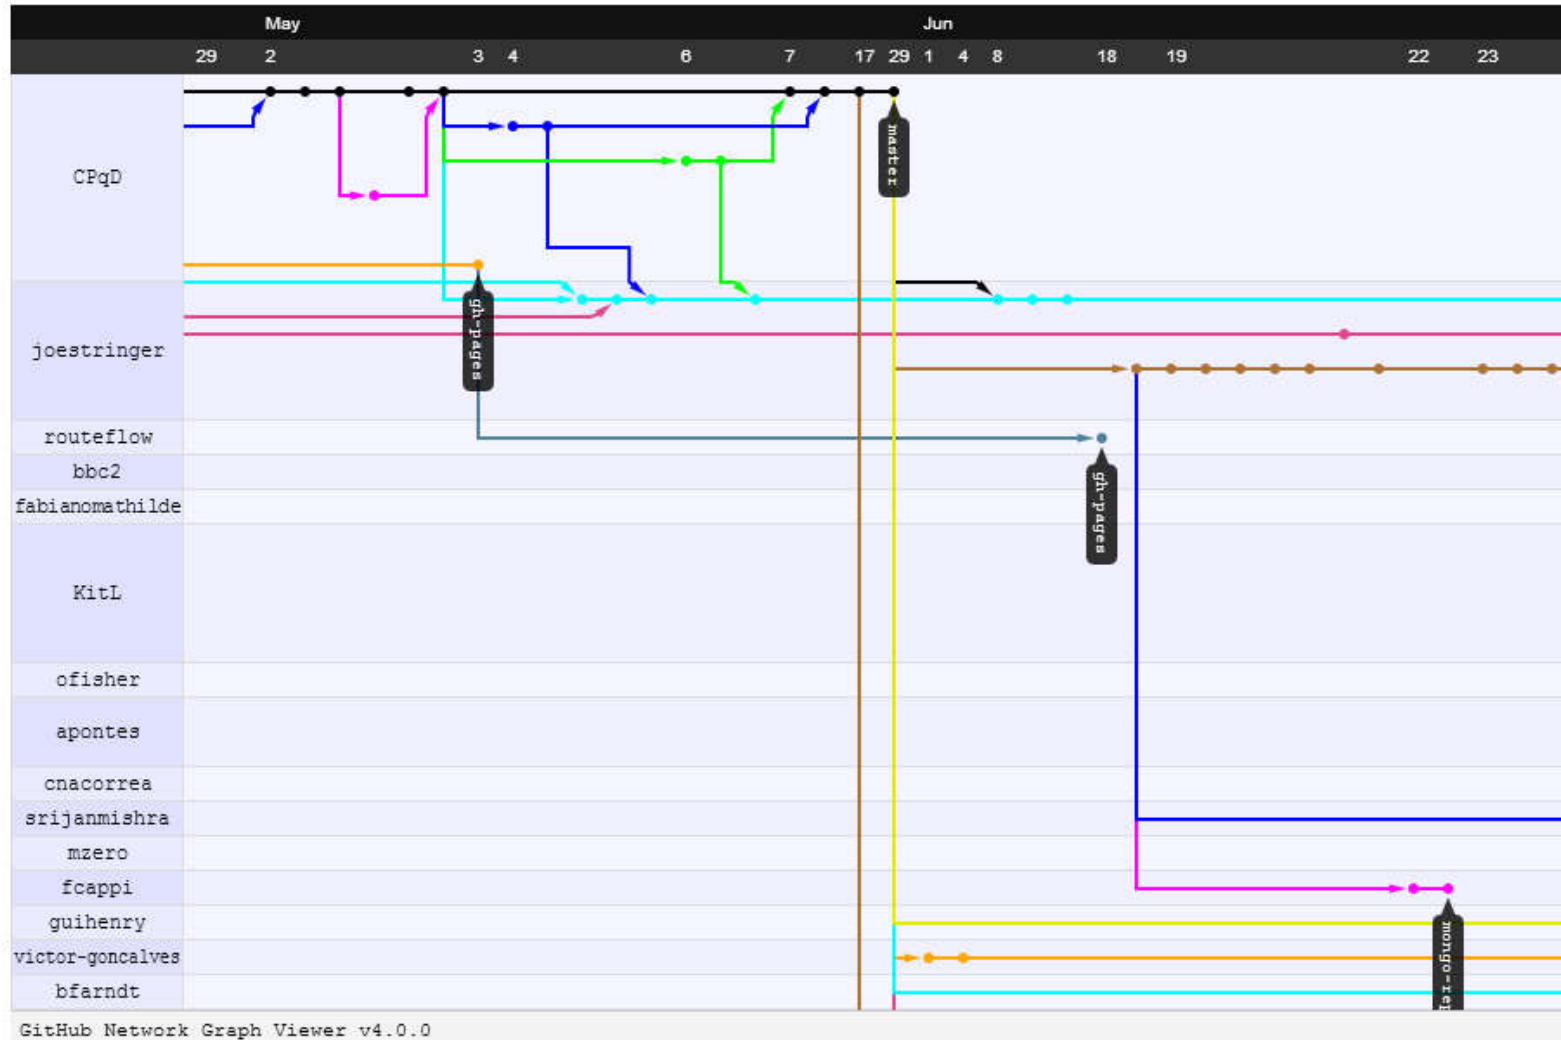 May Jun
29 2 3 4 6 7 17 29 1 4 8 18 19 22 23
master
CPqD
gh-pages
joestringer
routeflow
gh-pages
bbc2
fabianomathilde
KitL
ofisher
apontes
cnacorrea
srijanmishra
mzero
fcappi
guihenry
mongo-rep
victor-goncalves
bfarndt
GitHub Network Graph Viewer v4.0.0